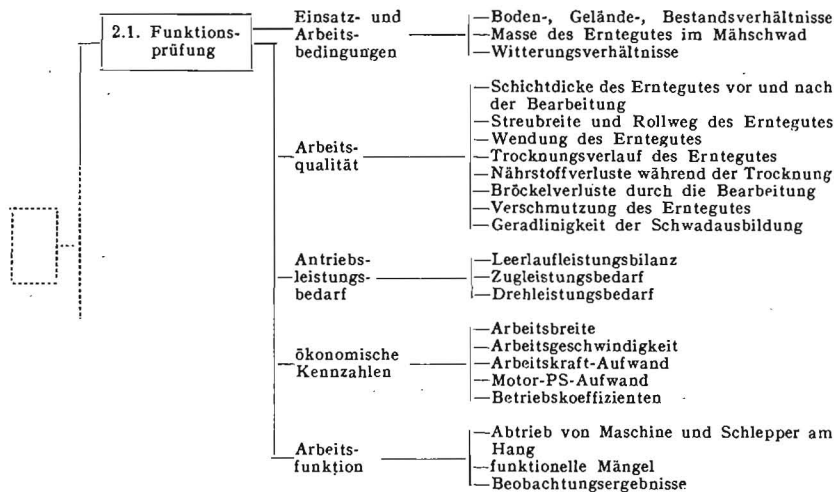 2.1. Funktions-
prüfung
Einsatz- und
Arbeits-
bedingungen
—Boden-, Gelände-, Bestandsverhältnisse
—Masse des Erntegutes im Mähschwad
—Witterungsverhältnisse
Arbeits-
qualität
—Schichtdicke des Erntegutes vor und nach
der Bearbeitung
—Streubreite und Rollweg des Erntegutes
—Wendung des Erntegutes
—Trocknungsverlauf des Erntegutes
—Nährstoffverluste während der Trocknung
—Bröckelverluste durch die Bearbeitung
—Verschmutzung des Erntegutes
—Geradlinigkeit der Schwadausbildung
Antriebs-
leistungs-
bedarf
—Leerlaufleistungsbilanz
—Zugleistungsbedarf
—Drehleistungsbedarf
ökonomische
Kennzahlen
—Arbeitsbreite
—Arbeitsgeschwindigkeit
—Arbeitskraft-Aufwand
—Motor-PS-Aufwand
—Betriebskoeffizienten
Arbeits-
funktion
—Abtrieb von Maschine und Schlepper am
Hang
—funktionelle Mängel
—Beobachtungsergebnisse